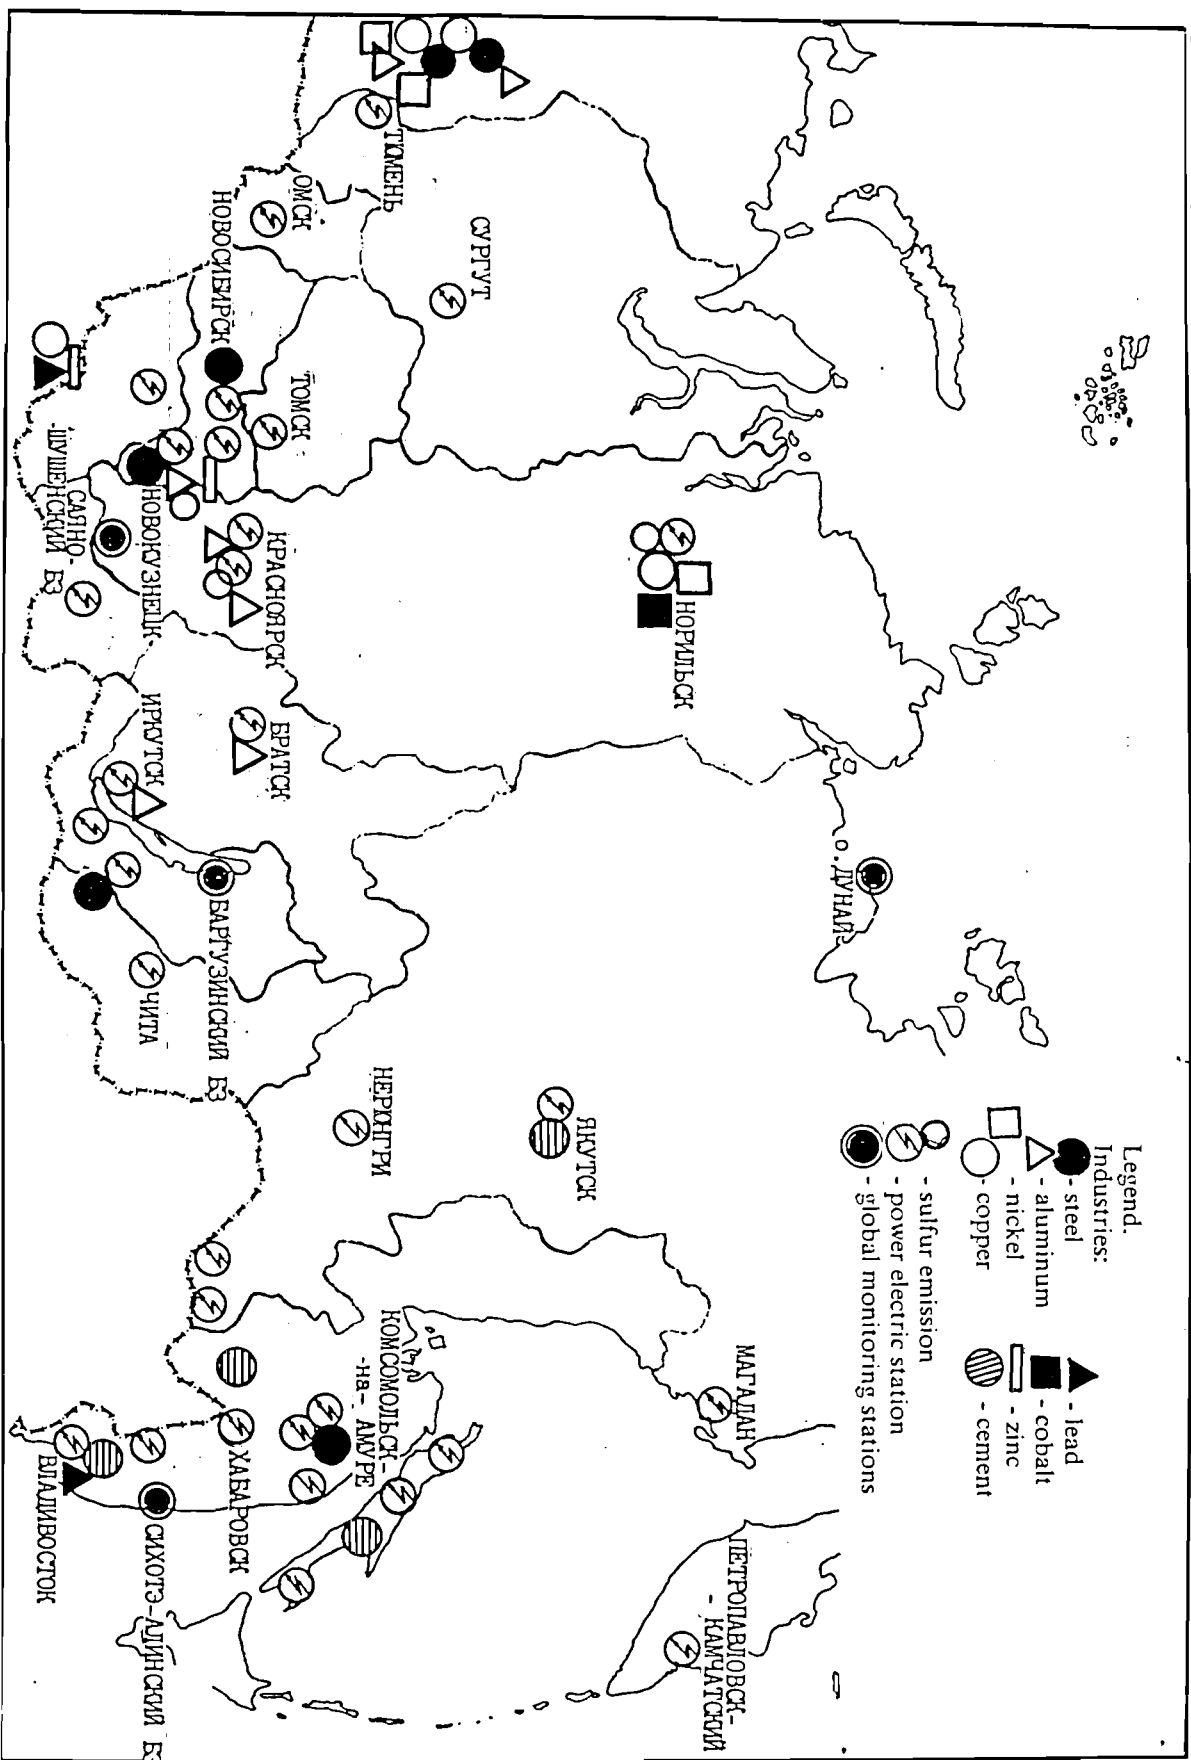 Legend.
Industries:
- steel
- aluminum
- nickel
- copper
- lead
- cobalt
- zinc
- cement
- sulfur emission
- power electric station
- global monitoring stations
О.ДУНАЙ
НОРИЛЬСК
МАГАДАН
ПЕТРОПАВЛОВСК-
- КАМЧАТСКИЙ
ЯКУТСК
СУРГУТ
ТЮМЕНЬ
НЕРЮНГРИ
КОМСОМОЛЬСК-
-на- АМУРЕ
ОМСК
ТОМСК
КРАСНОЯРСК
БРАТСК
НОВОСИБИРСК
БАРГУЗИНСКИЙ БЗ
ХАБАРОВСК
НОВОКУЗНЕЦК
ИРКУТСК
ЧИТА
СИХОТЭ-АЛИНСКИЙ БЗ
САЯНО-
ШУШЕНСКИЙ БЗ
ВЛАДИВОСТОК